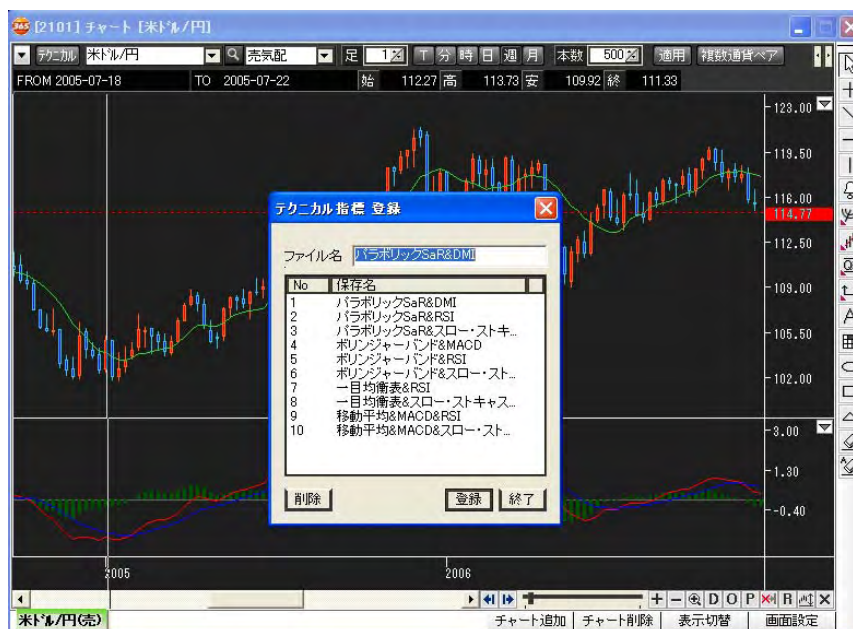 365 [2101] チャート [米ドル/円]
テクニカル 米ドル/円 売気配 足 1 T 分 時 日 週 月 本数 500 適用 複数通貨ペア
FROM 2005-07-18 TO 2005-07-22 始 112.27 高 113.73 安 109.92 終 111.33
123.00
119.50
116.00
114.77
112.50
109.00
105.50
102.00
3.00
1.30
-0.40
テクニカル指標 登録
ファイル名 パラボリックSaR&DMI
No 保存名
1 パラボリックSaR&DMI
2 パラボリックSaR&RSI
3 パラボリックSaR&スロー・ストキ...
4 ボリンジャーバンド&MACD
5 ボリンジャーバンド&RSI
6 ボリンジャーバンド&スロー・スト...
7 一目均衡表&RSI
8 一目均衡表&スロー・ストキャス...
9 移動平均&MACD&RSI
10 移動平均&MACD&スロー・スト...
削除 登録 終了
2005 2006
D O P R
米ドル/円(売) チャート追加 チャート削除 表示切替 画面設定